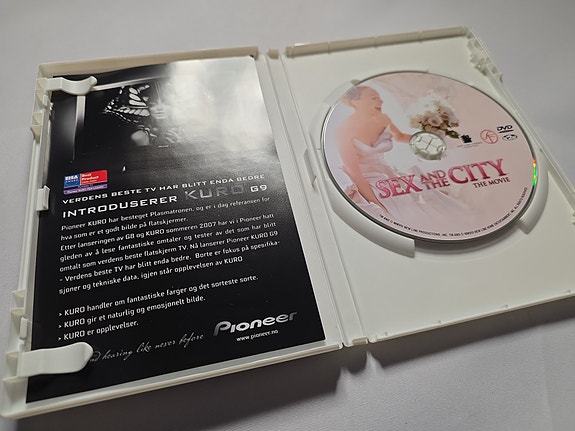 EISA
Best
Product
VERDENS BESTE TV HAR BLITT ENDA BEDRE
INTRODUSERER KURO G9
Pioneer KURO har besteget Plasmatronen, og er i dag referansen for
hva som er et godt bilde på flatskjermer.
Etter lanseringen av G8 og KURO sommeren 2007 har vi i Pioneer hatt
gleden av å lese fantastiske omtaler og tester av det som har blitt
omtalt som verdens beste flatskjerm TV. Nå lanserer Pioneer KURO G9
- Verdens beste TV har blitt enda bedre. Borte er fokus på spesifika-
sjoner og tekniske data, igjen står opplevelsen av KURO
> KURO handler om fantastiske farger og det sorteste sorte.
> KURO gir et naturlig og emosjonelt bilde.
> KURO er opplevelser.
hearing like never before
Pioneer
www.pioneer.no
DVD
SEX AND THE CITY
THE MOVIE